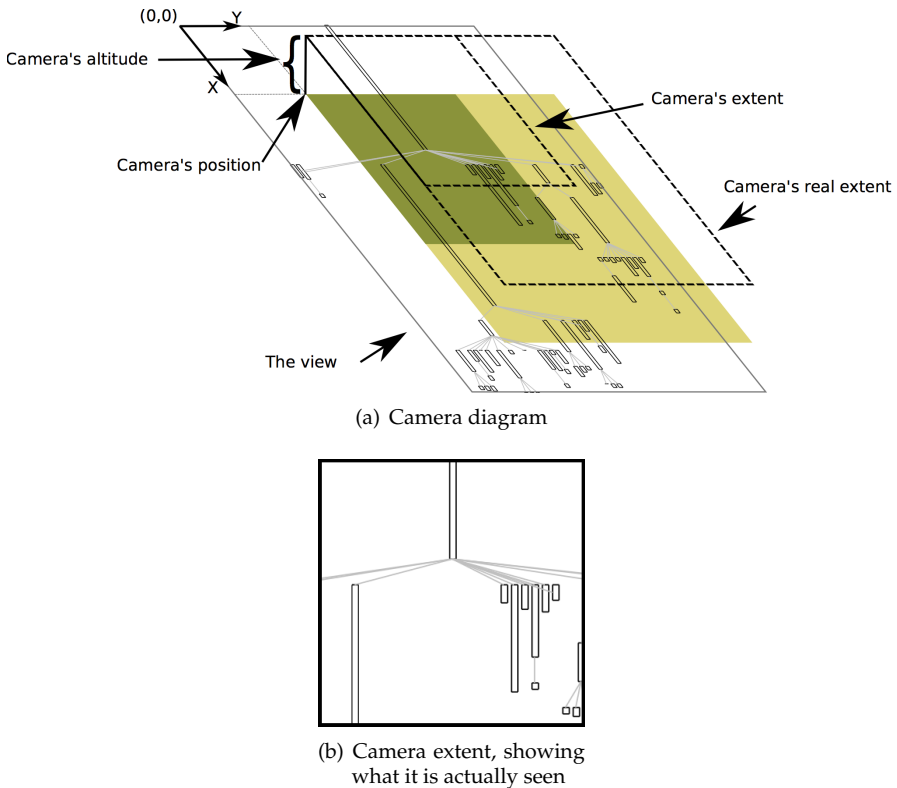 (0,0)
Y
Camera's altitude
X
Camera's extent
Camera's position
Camera's real extent
The view
(a) Camera diagram
(b) Camera extent, showing
what it is actually seen